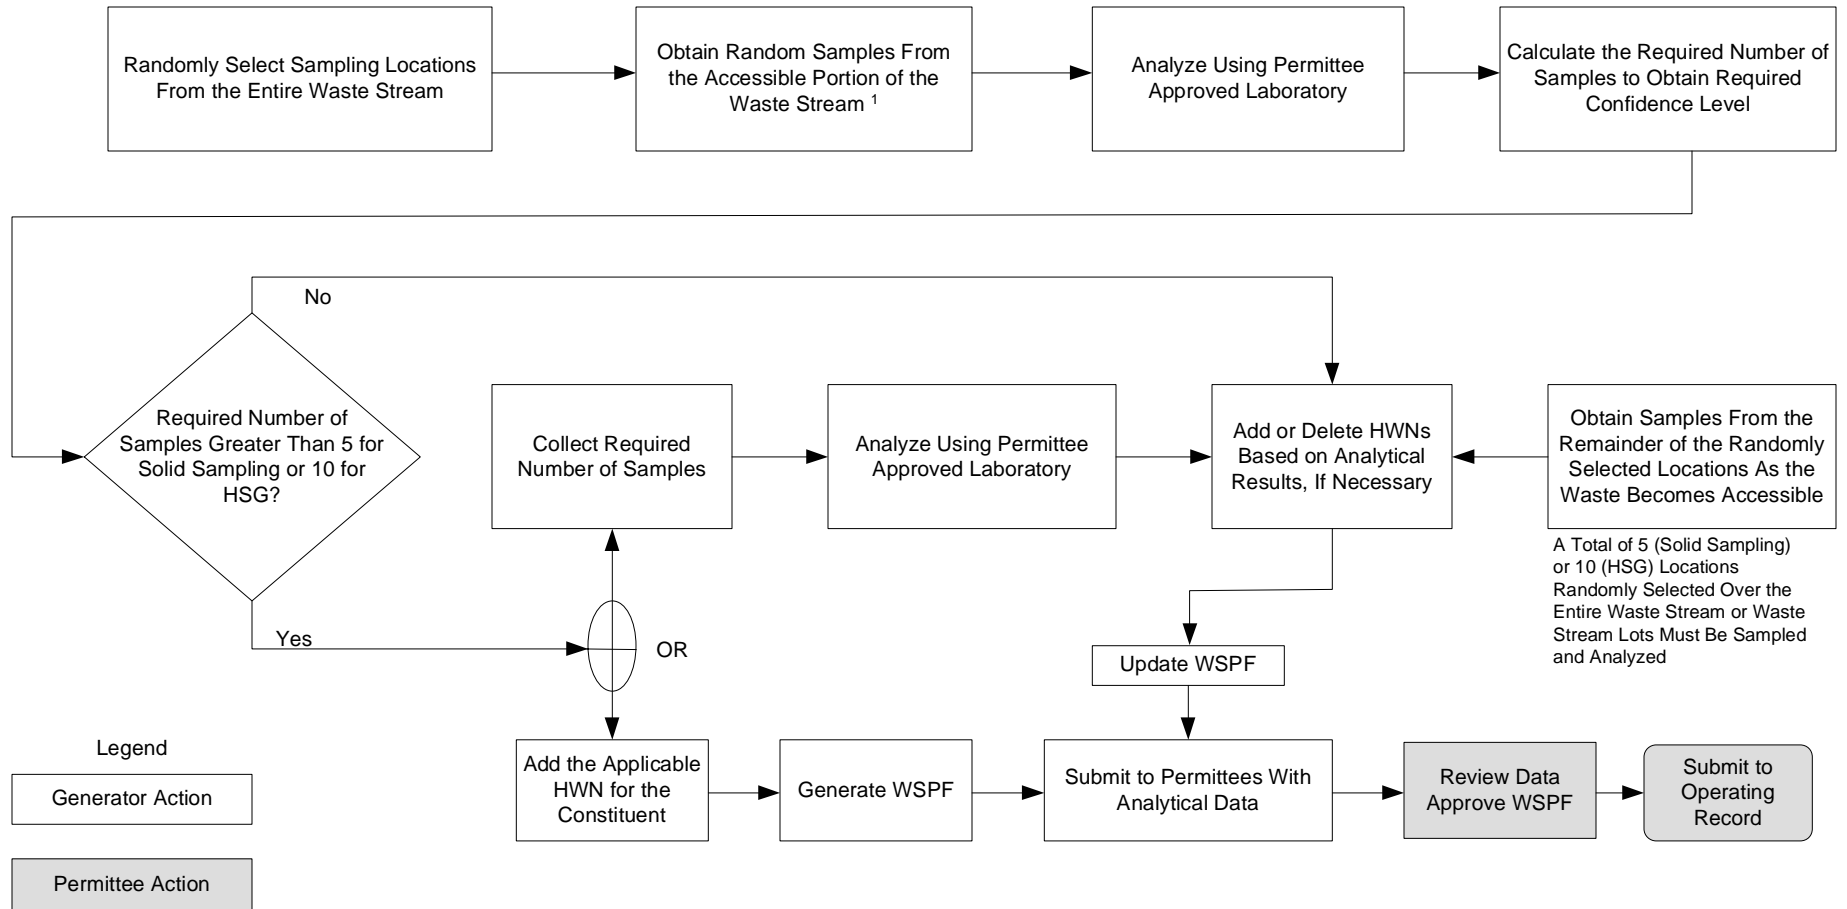 Randomly Select Sampling Locations
From the Entire Waste Stream
Obtain Random Samples From
the Accessible Portion of the
Waste Stream 1
Analyze Using Permittee
Approved Laboratory
Calculate the Required Number of
Samples to Obtain Required
Confidence Level
No
Required Number of
Samples Greater Than 5 for
Solid Sampling or 10 for
HSG?
Collect Required
Number of Samples
Analyze Using Permittee
Approved Laboratory
Add or Delete HWNs
Based on Analytical
Results, If Necessary
Obtain Samples From the
Remainder of the Randomly
Selected Locations As the
Waste Becomes Accessible
A Total of 5 (Solid Sampling)
or 10 (HSG) Locations
Randomly Selected Over the
Entire Waste Stream or Waste
Stream Lots Must Be Sampled
and Analyzed
Yes
OR
Update WSPF
Legend
Generator Action
Permittee Action
Add the Applicable
HWN for the
Constituent
Generate WSPF
Submit to Permittees With
Analytical Data
Review Data
Approve WSPF
Submit to
Operating
Record